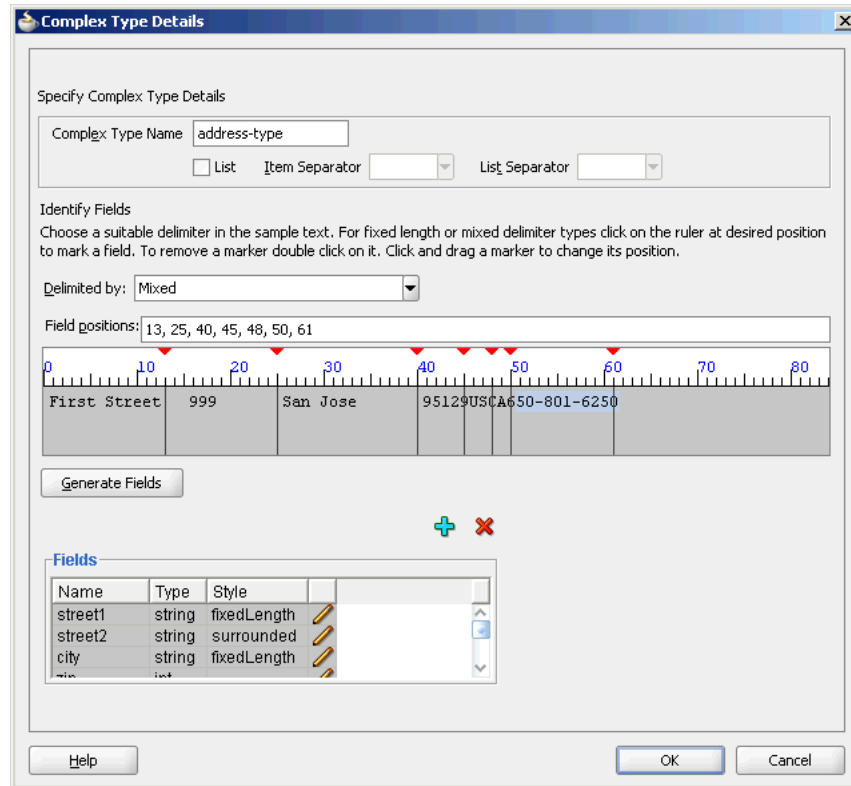 Complex Type Details
Specify Complex Type Details
Complex Type Name address-type
List Item Separator List Separator
Identify Fields
Choose a suitable delimiter in the sample text. For fixed length or mixed delimiter types click on the ruler at desired position
to mark a field. To remove a marker double click on it. Click and drag a marker to change its position.
Delimited by: Mixed
Field positions: 13, 25, 40, 45, 48, 50, 61
0 10 20 30 40 50 60 70 80
First Street 999 San Jose 95129USCA650-801-6250
Generate Fields
Fields
Name Type Style
street1 string fixedLength
street2 string surrounded
city string fixedLength
zip int
Help OK Cancel